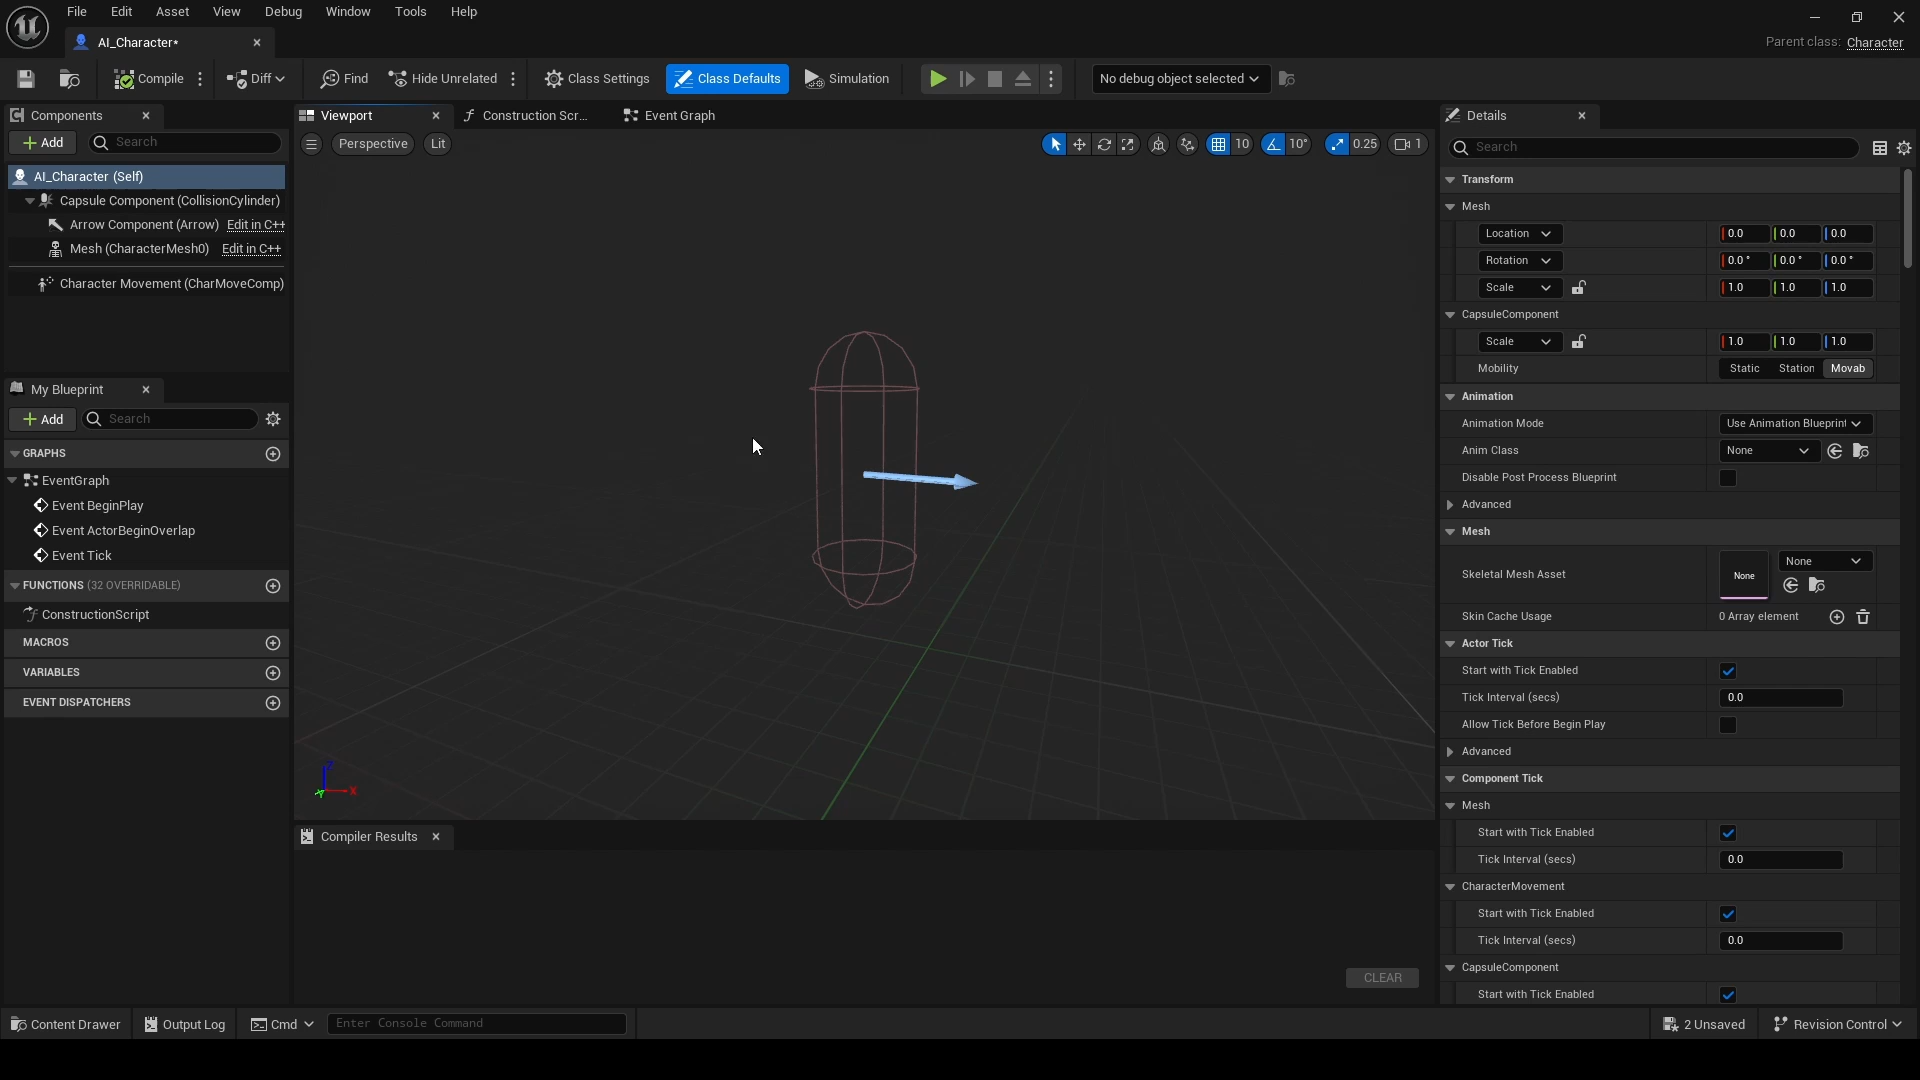 File Edit Asset View Debug Window Tools Help
AI_Character*
Parent class: Character
Compile Diff Find Hide Unrelated Class Settings Class Defaults Simulation No debug object selected
Components
Add Search
AI_Character (Self)
Capsule Component (CollisionCylinder)
Arrow Component (Arrow) Edit in C++
Mesh (CharacterMesh0) Edit in C++
Character Movement (CharMoveComp)
My Blueprint
Add Search
GRAPHS
EventGraph
Event BeginPlay
Event ActorBeginOverlap
Event Tick
FUNCTIONS (32 OVERRIDABLE)
ConstructionScript
MACROS
VARIABLES
EVENT DISPATCHERS
Viewport Construction Scr... Event Graph
Perspective Lit 10 10° 0.25 1
Z
Y X
Compiler Results
CLEAR
Details
Search
Transform
Mesh
Location 0.0 0.0 0.0
Rotation 0.0 ° 0.0 ° 0.0 °
Scale 1.0 1.0 1.0
CapsuleComponent
Scale 1.0 1.0 1.0
Mobility Static Station Movab
Animation
Animation Mode Use Animation Blueprint
Anim Class None
Disable Post Process Blueprint
Advanced
Mesh
Skeletal Mesh Asset None None
Skin Cache Usage 0 Array element
Actor Tick
Start with Tick Enabled
Tick Interval (secs) 0.0
Allow Tick Before Begin Play
Advanced
Component Tick
Mesh
Start with Tick Enabled
Tick Interval (secs) 0.0
CharacterMovement
Start with Tick Enabled
Tick Interval (secs) 0.0
CapsuleComponent
Start with Tick Enabled
Content Drawer Output Log Cmd Enter Console Command 2 Unsaved Revision Control